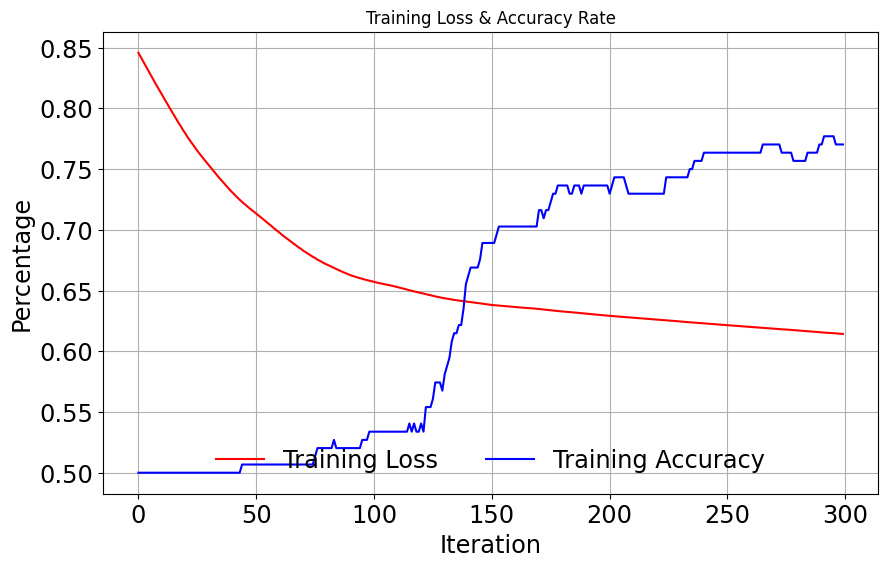 Training Loss & Accuracy Rate
Percentage
0.85
0.80
0.75
0.70
0.65
0.60
0.55
0.50
Training Loss Training Accuracy
0 50 100 150 200 250 300
Iteration